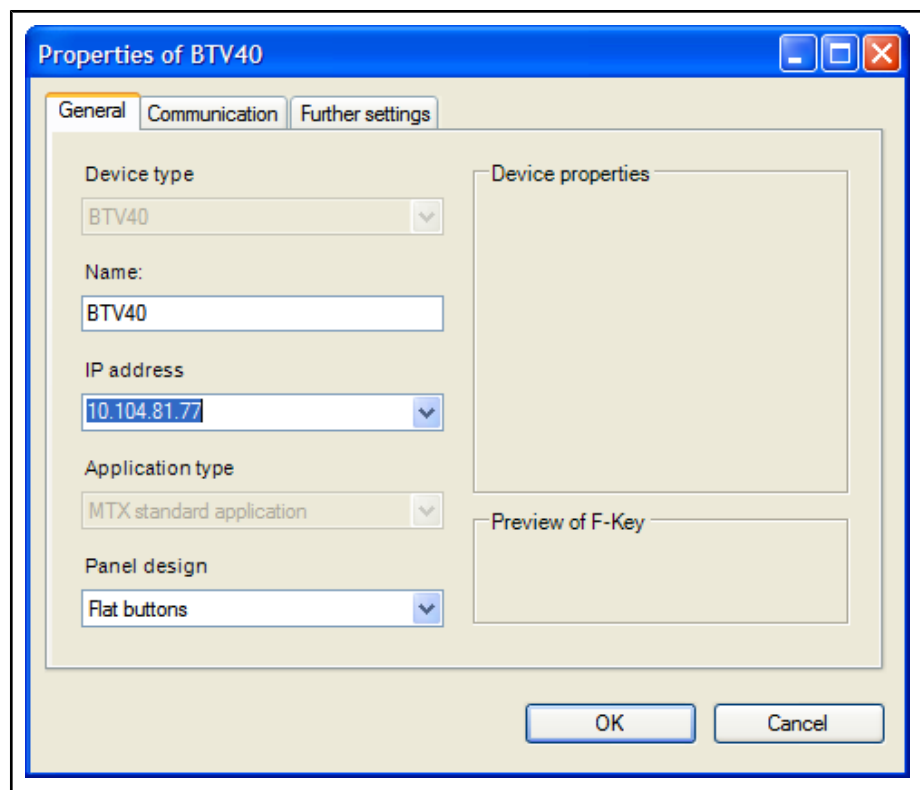 Properties of BTV40
General Communication Further settings
Device type
BTV40
Name:
BTV40
IP address
10.104.81.77
Application type
MTX standard application
Panel design
Flat buttons
Device properties
Preview of F-Key
OK Cancel